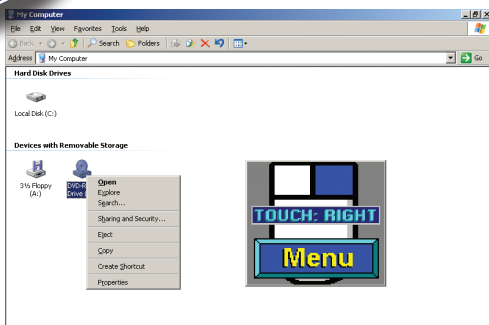 My Computer
File Edit View Favorites Tools Help
Back Search Folders
Address My Computer Go
Hard Disk Drives
Local Disk (C:)
Devices with Removable Storage
3½ Floppy (A:)
DVD-R
Drive
Open
Explore
Search...
Sharing and Security...
Eject
Copy
Create Shortcut
Properties
TOUCH: RIGHT
Menu